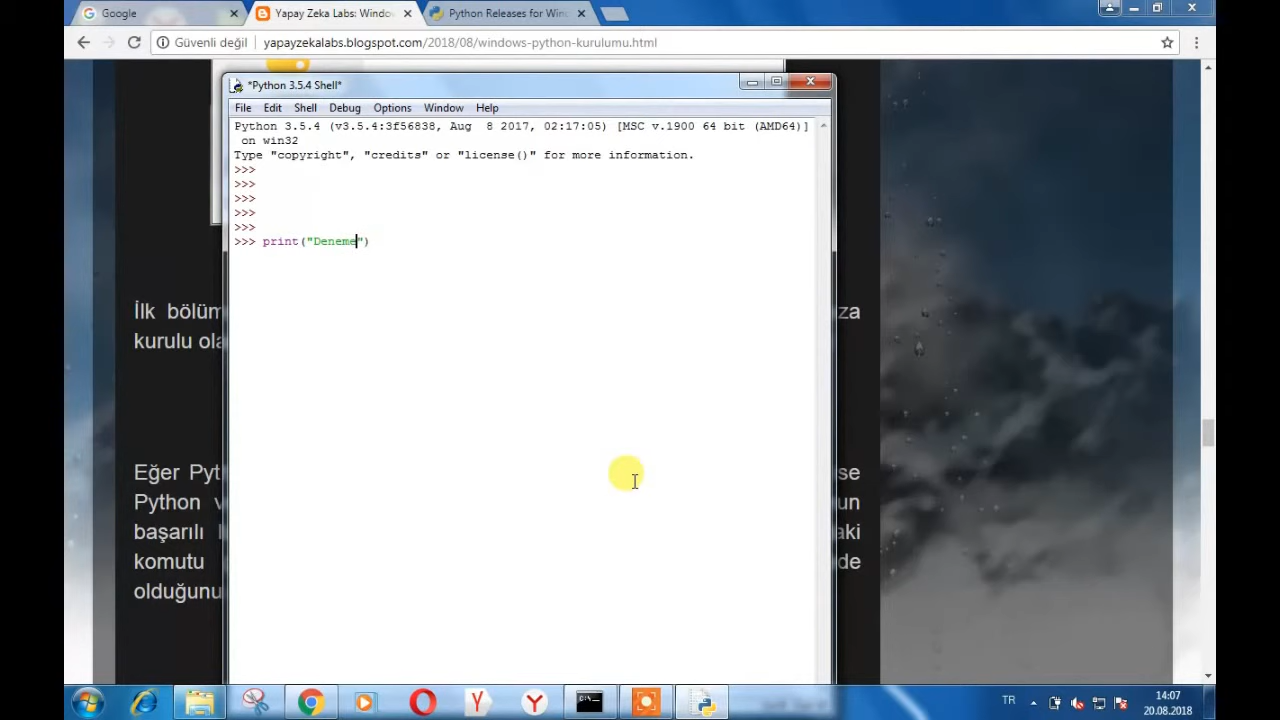 Google
Yapay Zeka Labs: Windo
Python Releases for Win
Güvenli değil
yapayzekalabs.blogspot.com/2018/08/windows-python-kurulumu.html
*Python 3.5.4 Shell*
File Edit Shell Debug Options Window Help
Python 3.5.4 (v3.5.4:3f56838, Aug  8 2017, 02:17:05) [MSC v.1900 64 bit (AMD64)]
on win32
Type "copyright", "credits" or "license()" for more information.
>>>
>>>
>>>
>>>
>>>
>>> print("Deneme")
İlk bölüm za
kurulu ola
Eğer Pyt se
Python v un
başarılı aki
komutu de
olduğunu
TR
14:07
20.08.2018